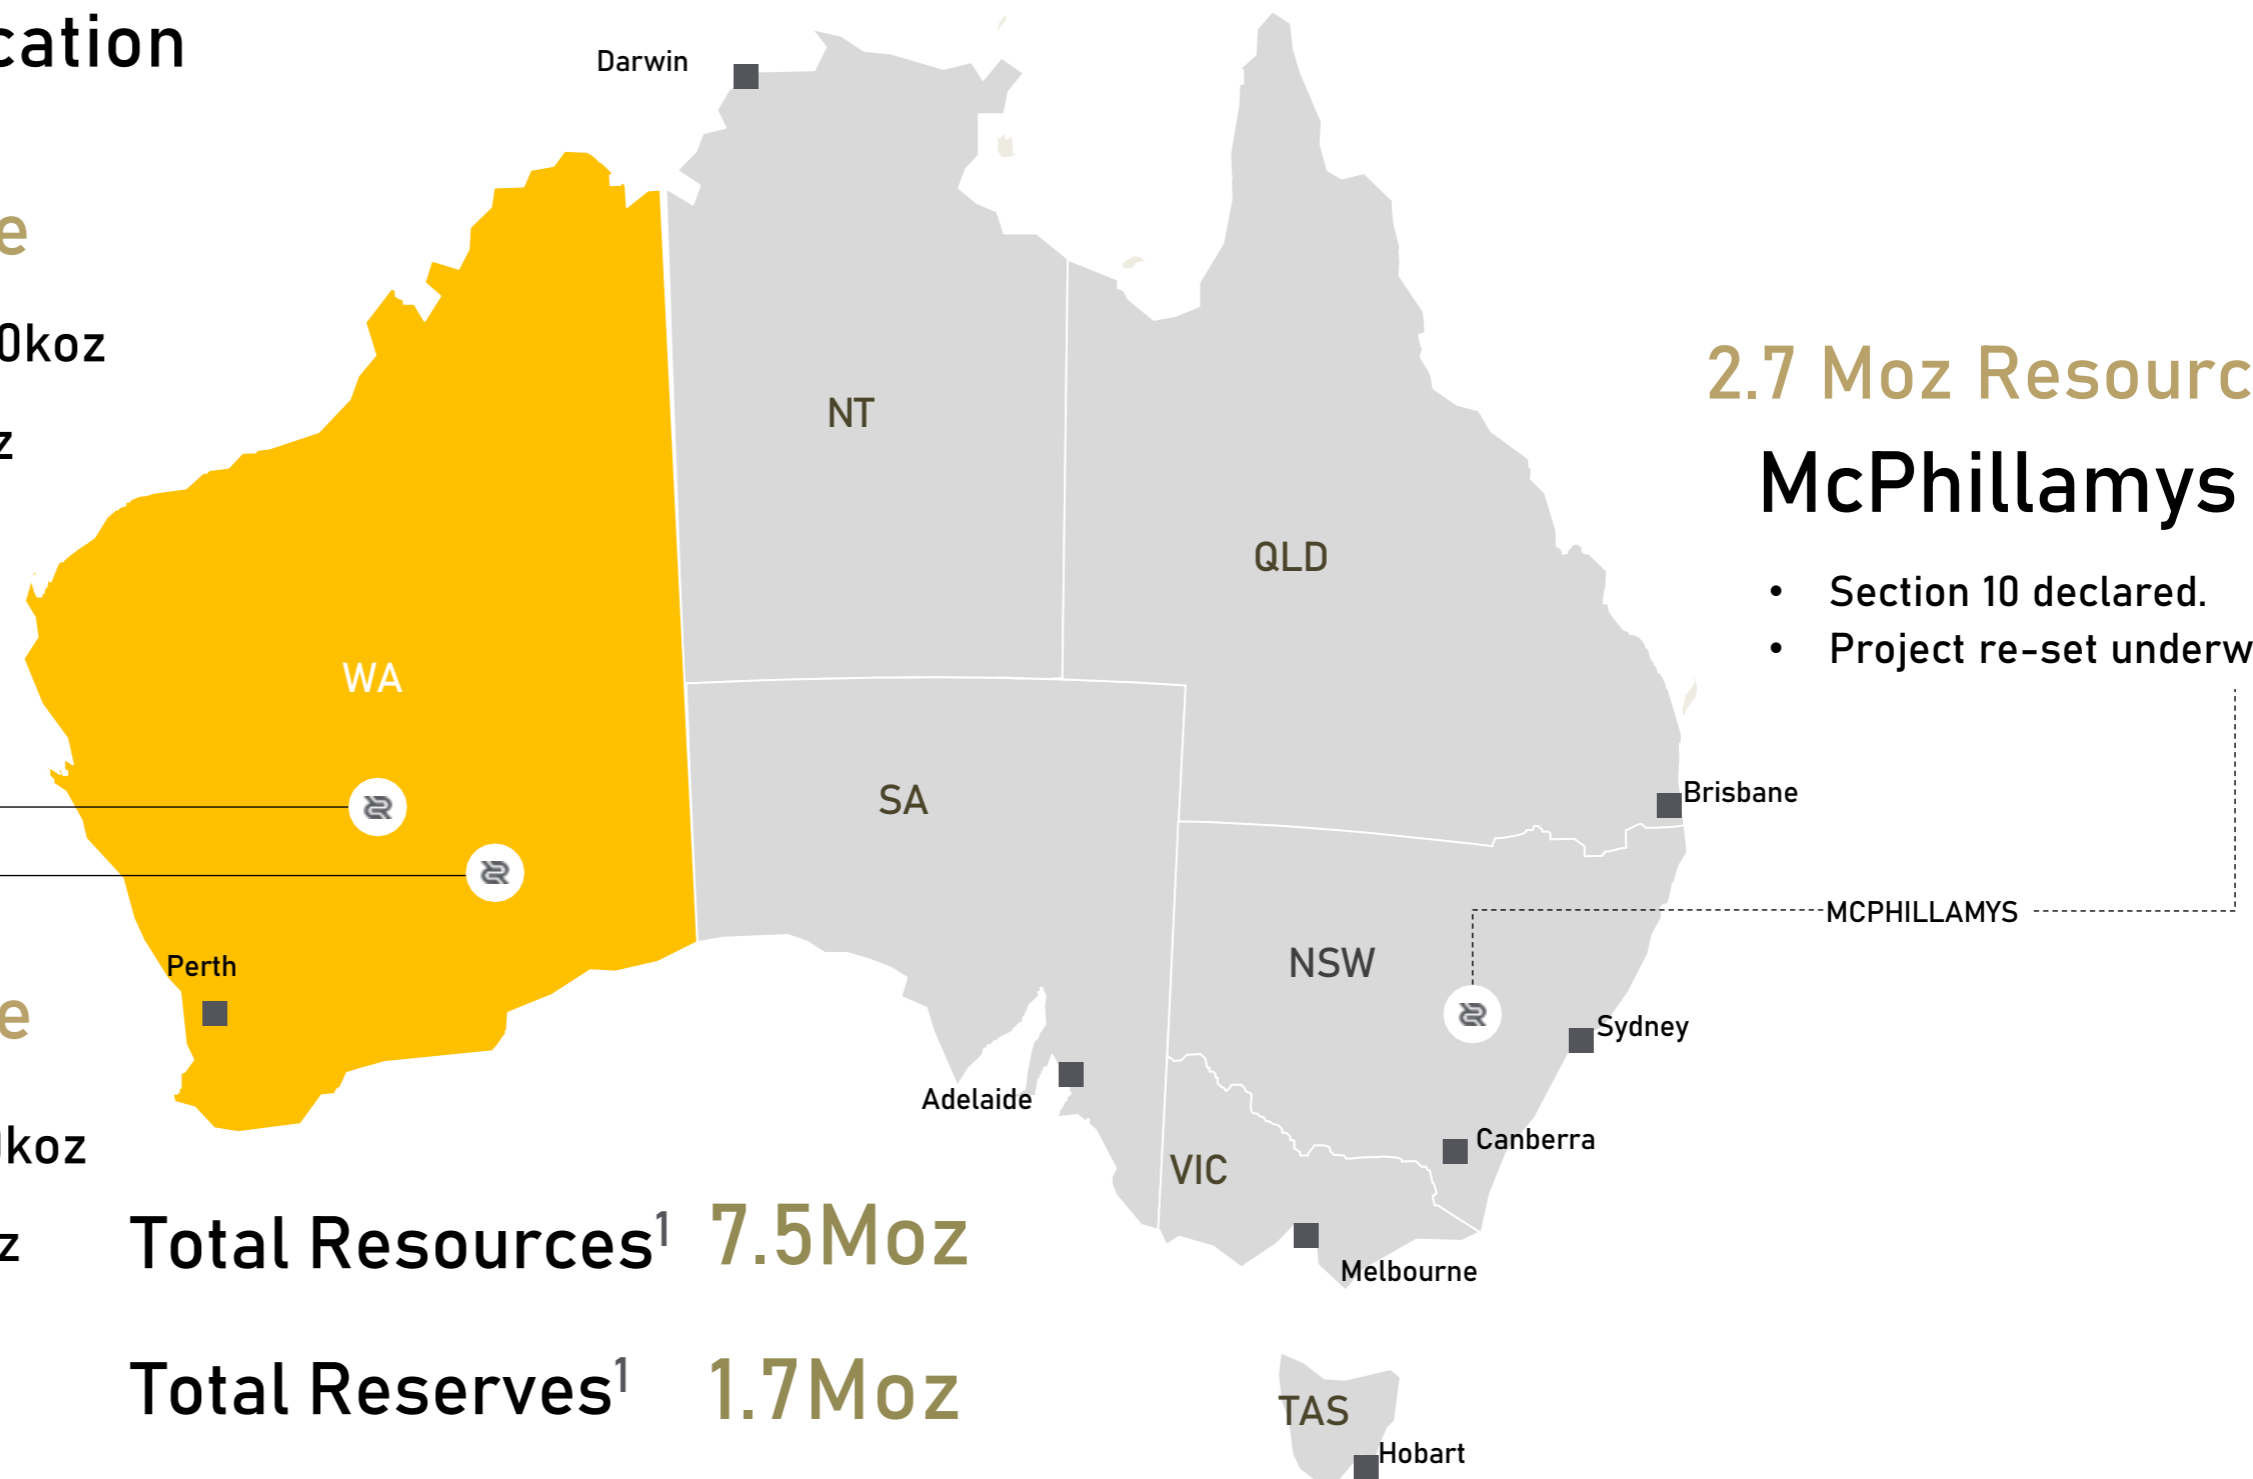 cation
Darwin
e
0koz
2.7 Moz Resourc
NT
z
McPhillamys
QLD
• Section 10 declared.
• Project re-set underw
WA
SA
Brisbane
MCPHILLAMYS
NSW
Perth
e
Sydney
Adelaide
Canberra
koz
VIC
z
Total Resources¹ 7.5Moz
Melbourne
Total Reserves¹ 1.7Moz
TAS
Hobart